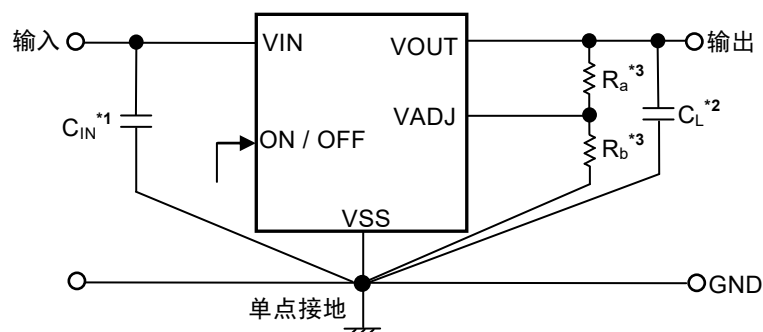 输入
VIN
VOUT
输出
Ra*3
CIN*1
VADJ
CL*2
ON / OFF
Rb*3
VSS
GND
单点接地